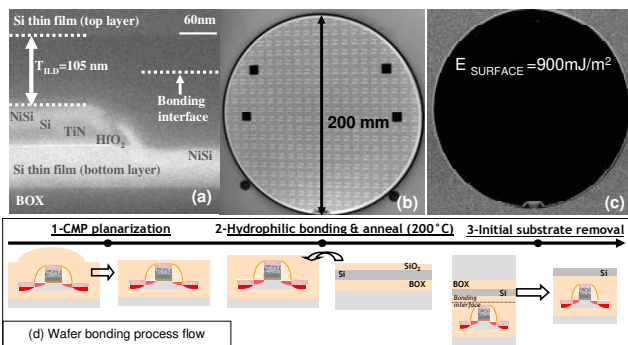 Si thin film (top layer)
60nm
T_ILD=105 nm
Bonding
interface
NiSi
Si
TiN
HfO₂
NiSi
Si thin film (bottom layer)
BOX
(a)
200 mm
(b)
E SURFACE =900mJ/m²
(c)
1-CMP planarization
2-Hydrophilic bonding & anneal (200°C)
3-Initial substrate removal
SiO₂
Si
BOX
BOX
Si
Bonding
interface
Si
(d) Wafer bonding process flow